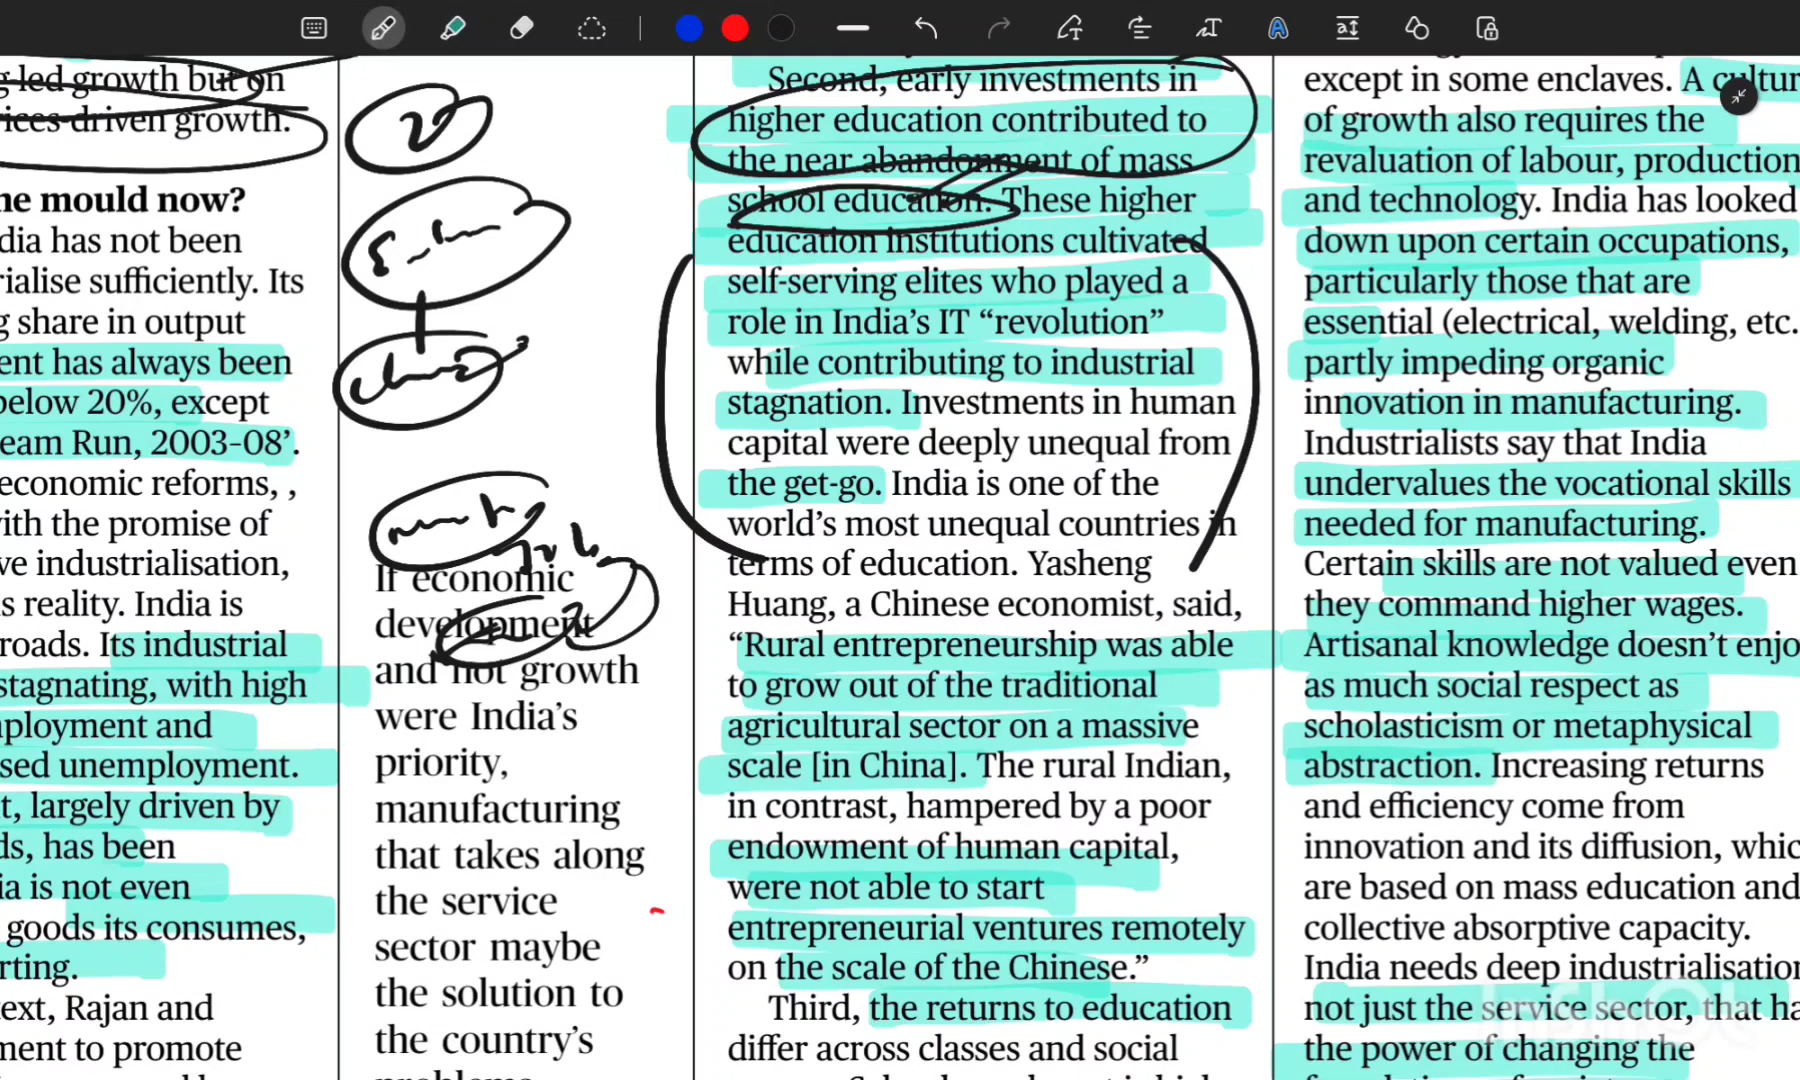 g led growth but on
ices-driven growth.
ne mould now?
dia has not been
rialise sufficiently. Its
g share in output
ent has always been
below 20%, except
eam Run, 2003–08’.
economic reforms, ,
with the promise of
ve industrialisation,
is reality. India is
roads. Its industrial
stagnating, with high
ployment and
sed unemployment.
t, largely driven by
ds, has been
ia is not even
goods its consumes,
rting.
text, Rajan and
ment to promote
If economic
development
and not growth
were India’s
priority,
manufacturing
that takes along
the service
sector maybe
the solution to
the country’s
Second, early investments in
higher education contributed to
the near abandonment of mass
school education. These higher
education institutions cultivated
self-serving elites who played a
role in India’s IT “revolution”
while contributing to industrial
stagnation. Investments in human
capital were deeply unequal from
the get-go. India is one of the
world’s most unequal countries in
terms of education. Yasheng
Huang, a Chinese economist, said,
“Rural entrepreneurship was able
to grow out of the traditional
agricultural sector on a massive
scale [in China]. The rural Indian,
in contrast, hampered by a poor
endowment of human capital,
were not able to start
entrepreneurial ventures remotely
on the scale of the Chinese.”
Third, the returns to education
differ across classes and social
except in some enclaves. A cultur
of growth also requires the
revaluation of labour, production
and technology. India has looked
down upon certain occupations,
particularly those that are
essential (electrical, welding, etc.
partly impeding organic
innovation in manufacturing.
Industrialists say that India
undervalues the vocational skills
needed for manufacturing.
Certain skills are not valued even
they command higher wages.
Artisanal knowledge doesn’t enjo
as much social respect as
scholasticism or metaphysical
abstraction. Increasing returns
and efficiency come from
innovation and its diffusion, whic
are based on mass education and
collective absorptive capacity.
India needs deep industrialisation
not just the service sector, that ha
the power of changing the